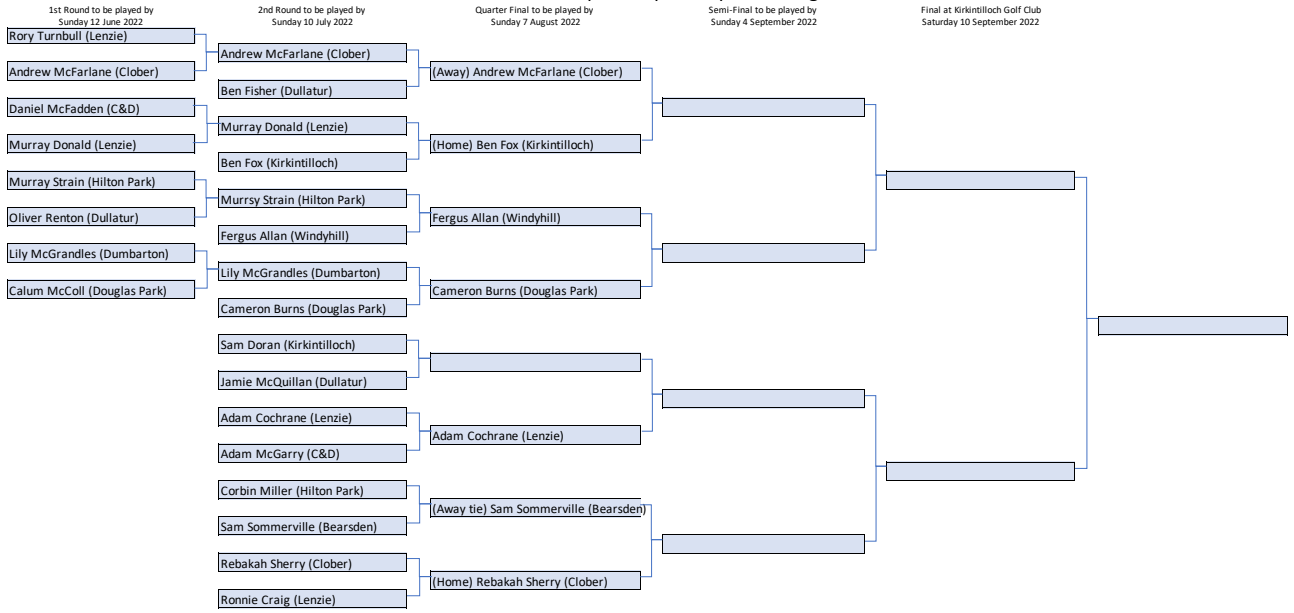 1st Round to be played by
Sunday 12 June 2022
2nd Round to be played by
Sunday 10 July 2022
Quarter Final to be played by
Sunday 7 August 2022
Semi-Final to be played by
Sunday 4 September 2022
Final at Kirkintilloch Golf Club
Saturday 10 September 2022
Rory Turnbull (Lenzie)
Andrew McFarlane (Clober)
Daniel McFadden (C&D)
Murray Donald (Lenzie)
Murray Strain (Hilton Park)
Oliver Renton (Dullatur)
Lily McGrandles (Dumbarton)
Calum McColl (Douglas Park)
Andrew McFarlane (Clober)
Ben Fisher (Dullatur)
Murray Donald (Lenzie)
Ben Fox (Kirkintilloch)
Murrsy Strain (Hilton Park)
Fergus Allan (Windyhill)
Lily McGrandles (Dumbarton)
Cameron Burns (Douglas Park)
Sam Doran (Kirkintilloch)
Jamie McQuillan (Dullatur)
Adam Cochrane (Lenzie)
Adam McGarry (C&D)
Corbin Miller (Hilton Park)
Sam Sommerville (Bearsden)
Rebakah Sherry (Clober)
Ronnie Craig (Lenzie)
(Away) Andrew McFarlane (Clober)
(Home) Ben Fox (Kirkintilloch)
Fergus Allan (Windyhill)
Cameron Burns (Douglas Park)
Adam Cochrane (Lenzie)
(Away tie) Sam Sommerville (Bearsden)
(Home) Rebakah Sherry (Clober)